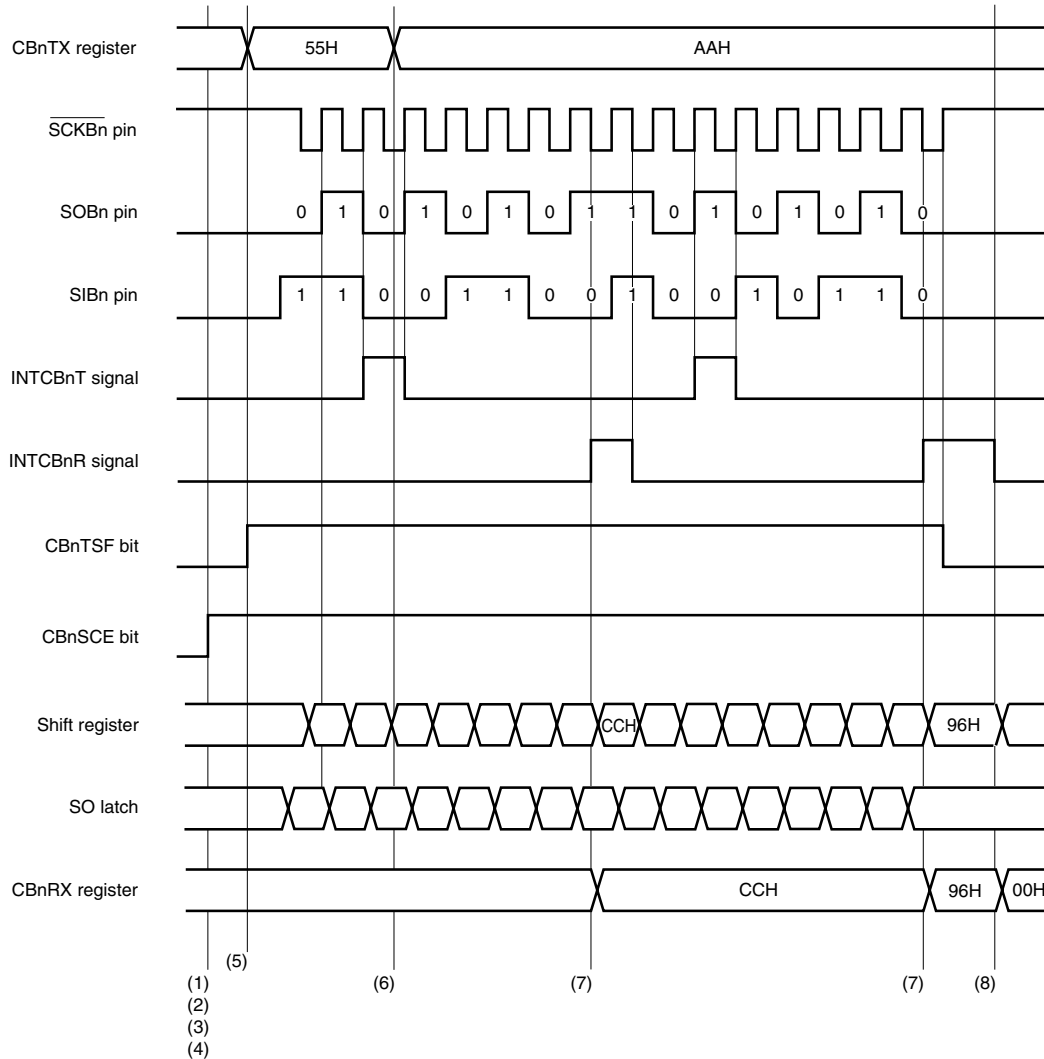 CBnTX register 55H AAH
SCKBn pin
SOBn pin 0 1 0 1 0 1 0 1 1 0 1 0 1 0 1 0
SIBn pin 1 1 0 0 1 1 0 0 1 0 0 1 0 1 1 0
INTCBnT signal
INTCBnR signal
CBnTSF bit
CBnSCE bit
Shift register CCH 96H
SO latch
CBnRX register CCH 96H 00H
(5)
(1) (6) (7) (7) (8)
(2)
(3)
(4)